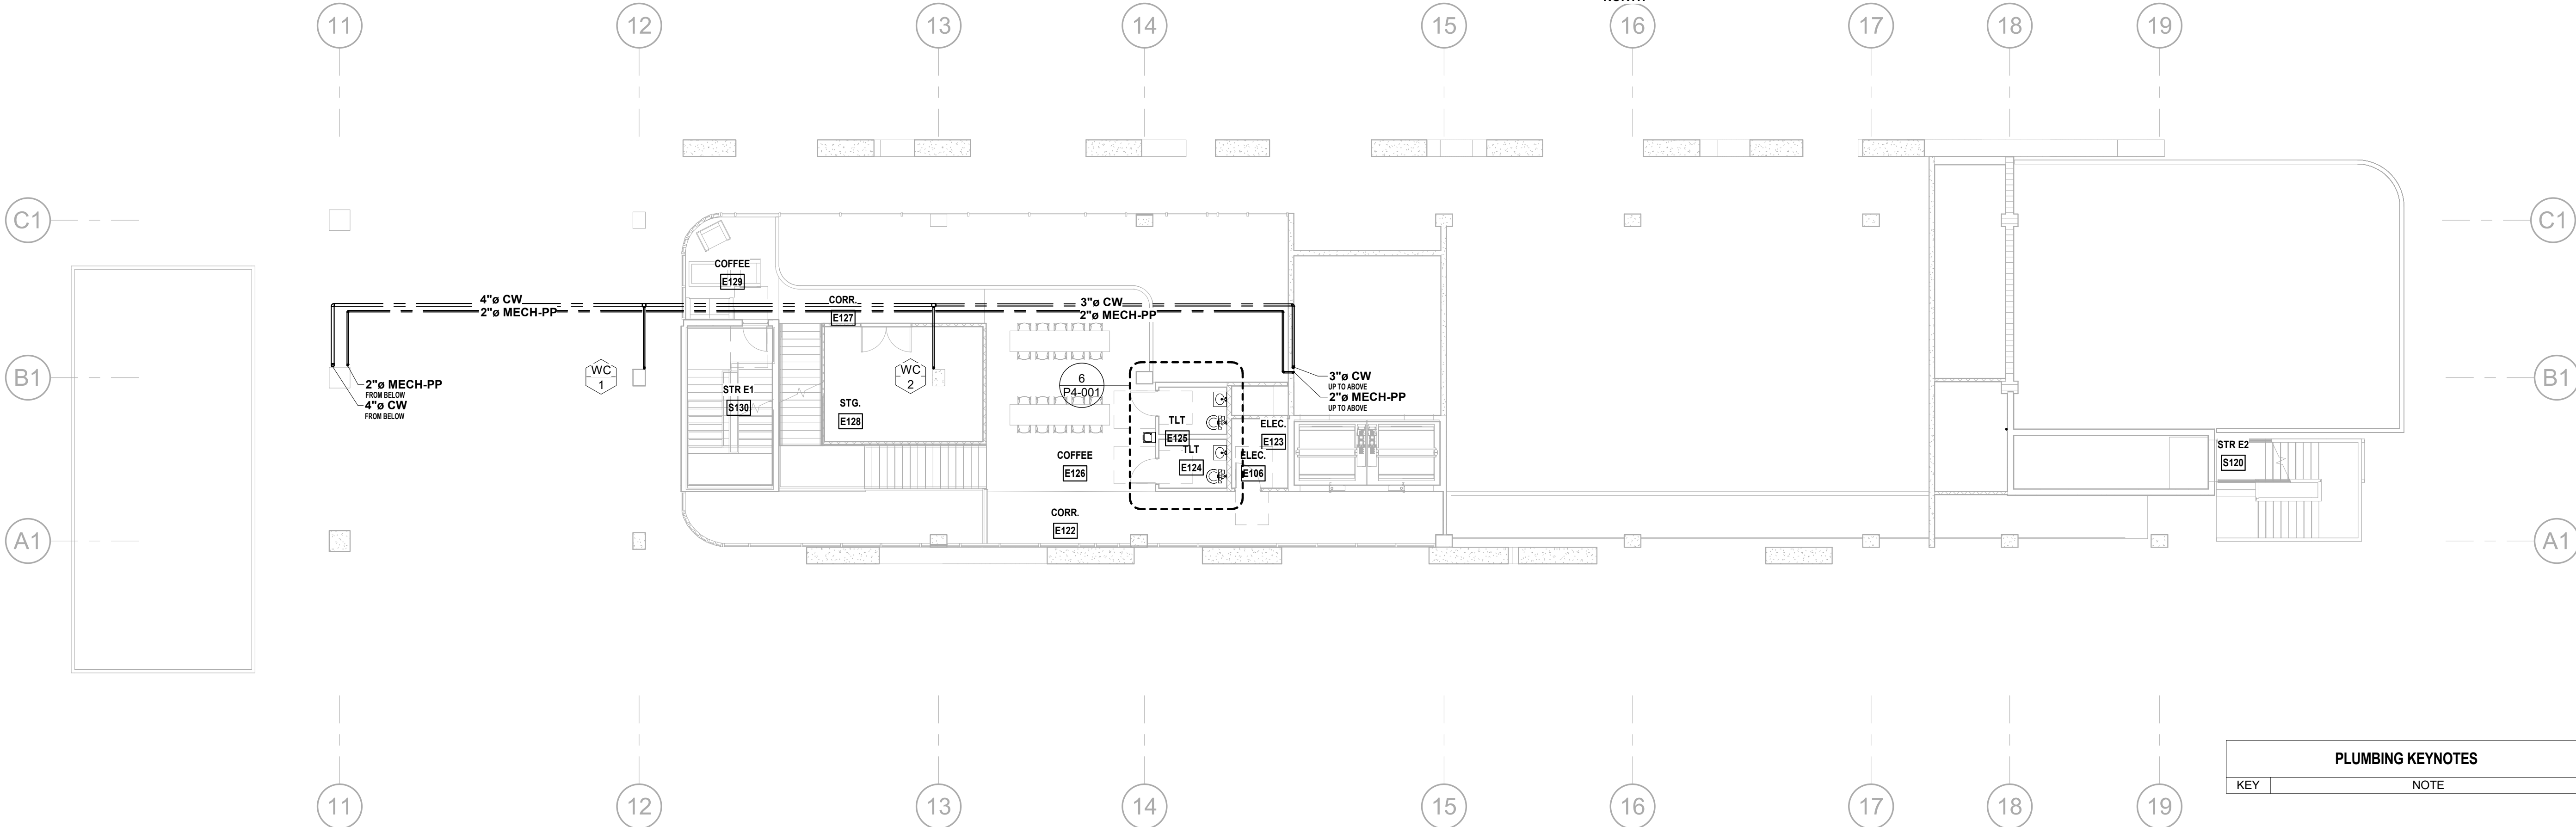 NORTH
11
12
13
14
15
16
17
18
19
C1
C1
COFFEE
E129
4"ø CW
2"ø MECH-PP
CORR.
E127
3"ø CW
2"ø MECH-PP
B1
B1
2"ø MECH-PP
FROM BELOW
4"ø CW
FROM BELOW
WC
1
STR E1
S130
STG.
E128
WC
2
6
P4-001
3"ø CW
UP TO ABOVE
2"ø MECH-PP
UP TO ABOVE
TLT
E125
TLT
E124
ELEC.
E123
ELEC.
E106
COFFEE
E126
STR E2
S120
CORR.
E122
A1
A1
PLUMBING KEYNOTES
KEY NOTE
11
12
13
14
15
16
17
18
19